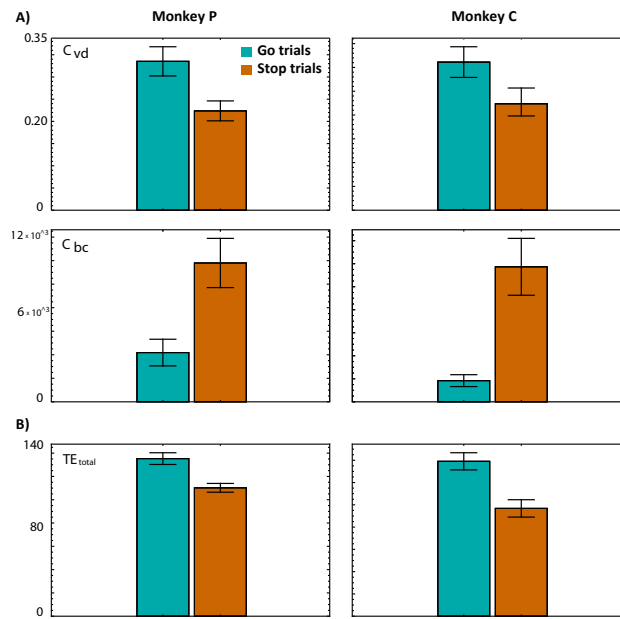 A) Monkey P Monkey C
0.35
C vd
Go trials
Stop trials
0.20
0
12 × 10^3
C bc
6 × 10^3
0
B)
140
TE total
80
0